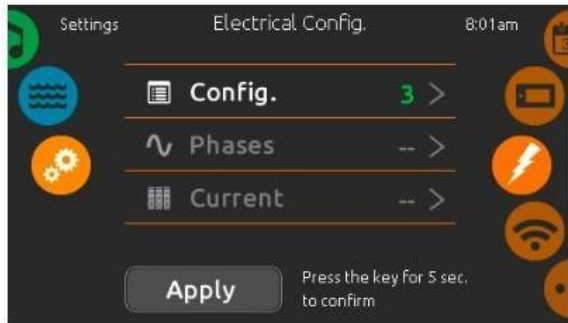 Settings
Electrical Config.
8:01am
Config.
3 >
Phases
-- >
Current
-- >
Apply
Press the key for 5 sec.
to confirm